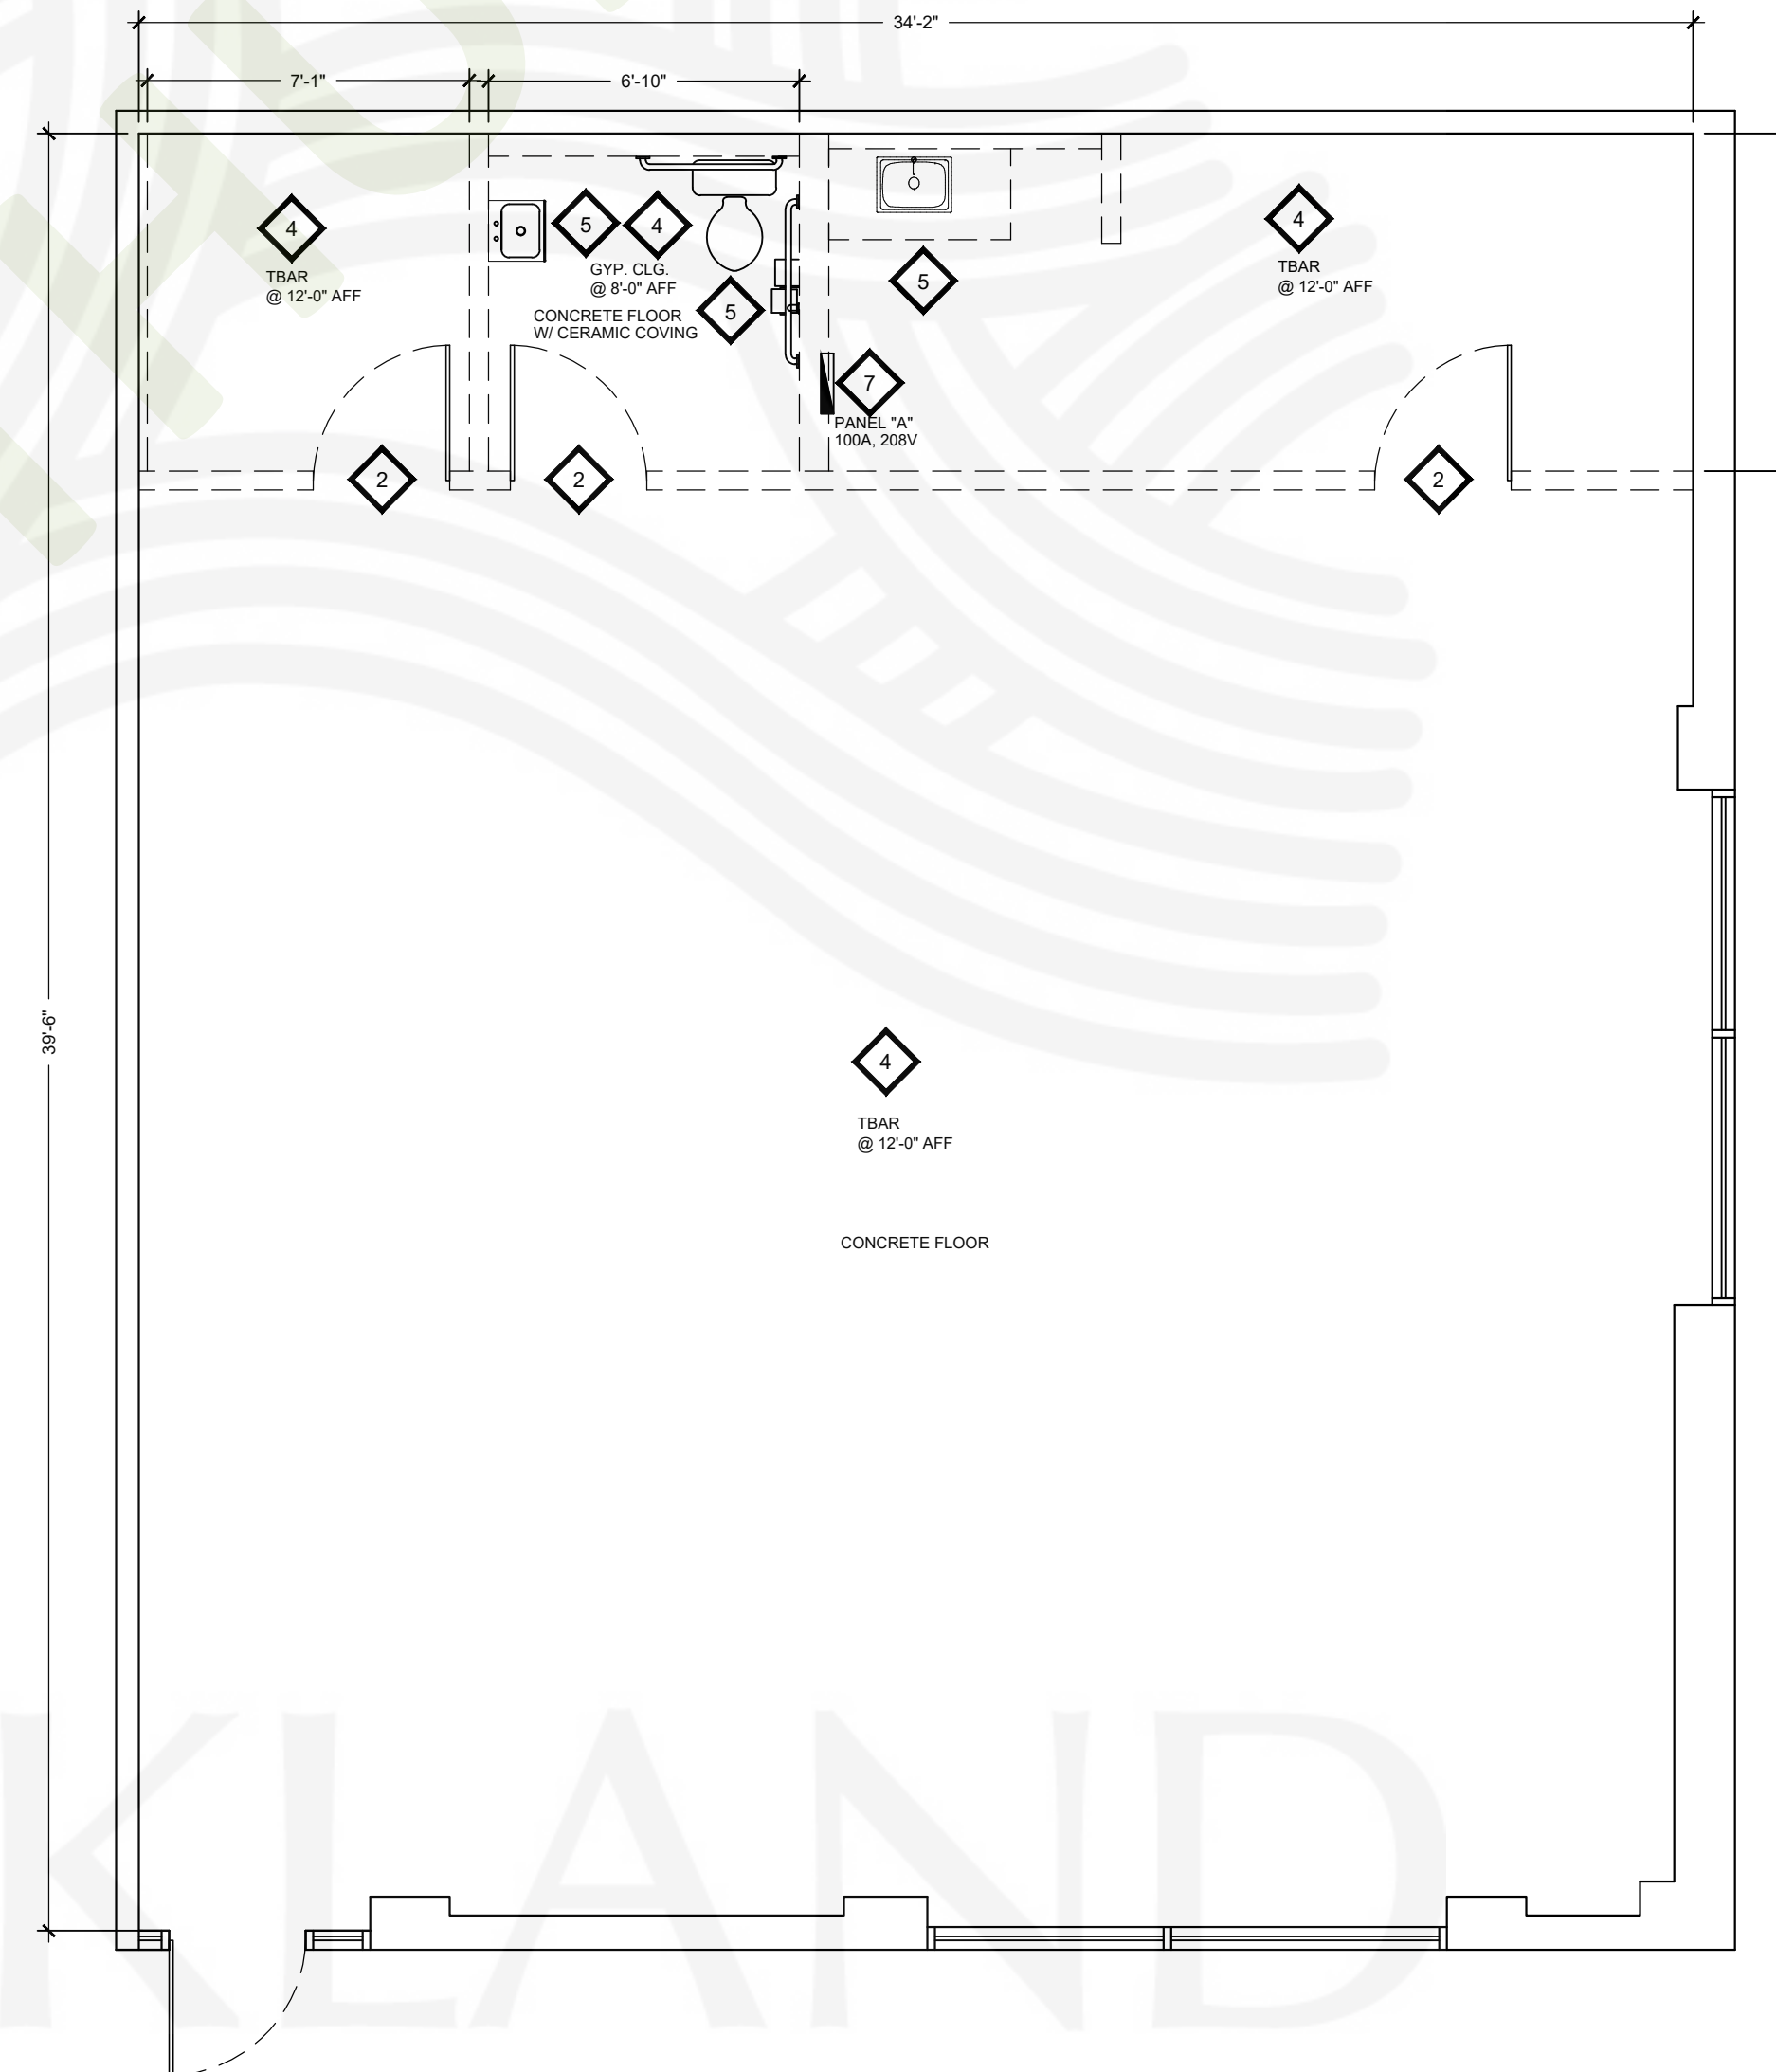 34'-2"
7'-1"
6'-10"
4
TBAR
@ 12'-0" AFF
5
4
GYP. CLG.
@ 8'-0" AFF
CONCRETE FLOOR
W/ CERAMIC COVING
5
5
4
TBAR
@ 12'-0" AFF
7
PANEL "A"
100A, 208V
2
2
2
39'-6"
4
TBAR
@ 12'-0" AFF
CONCRETE FLOOR
KLAND